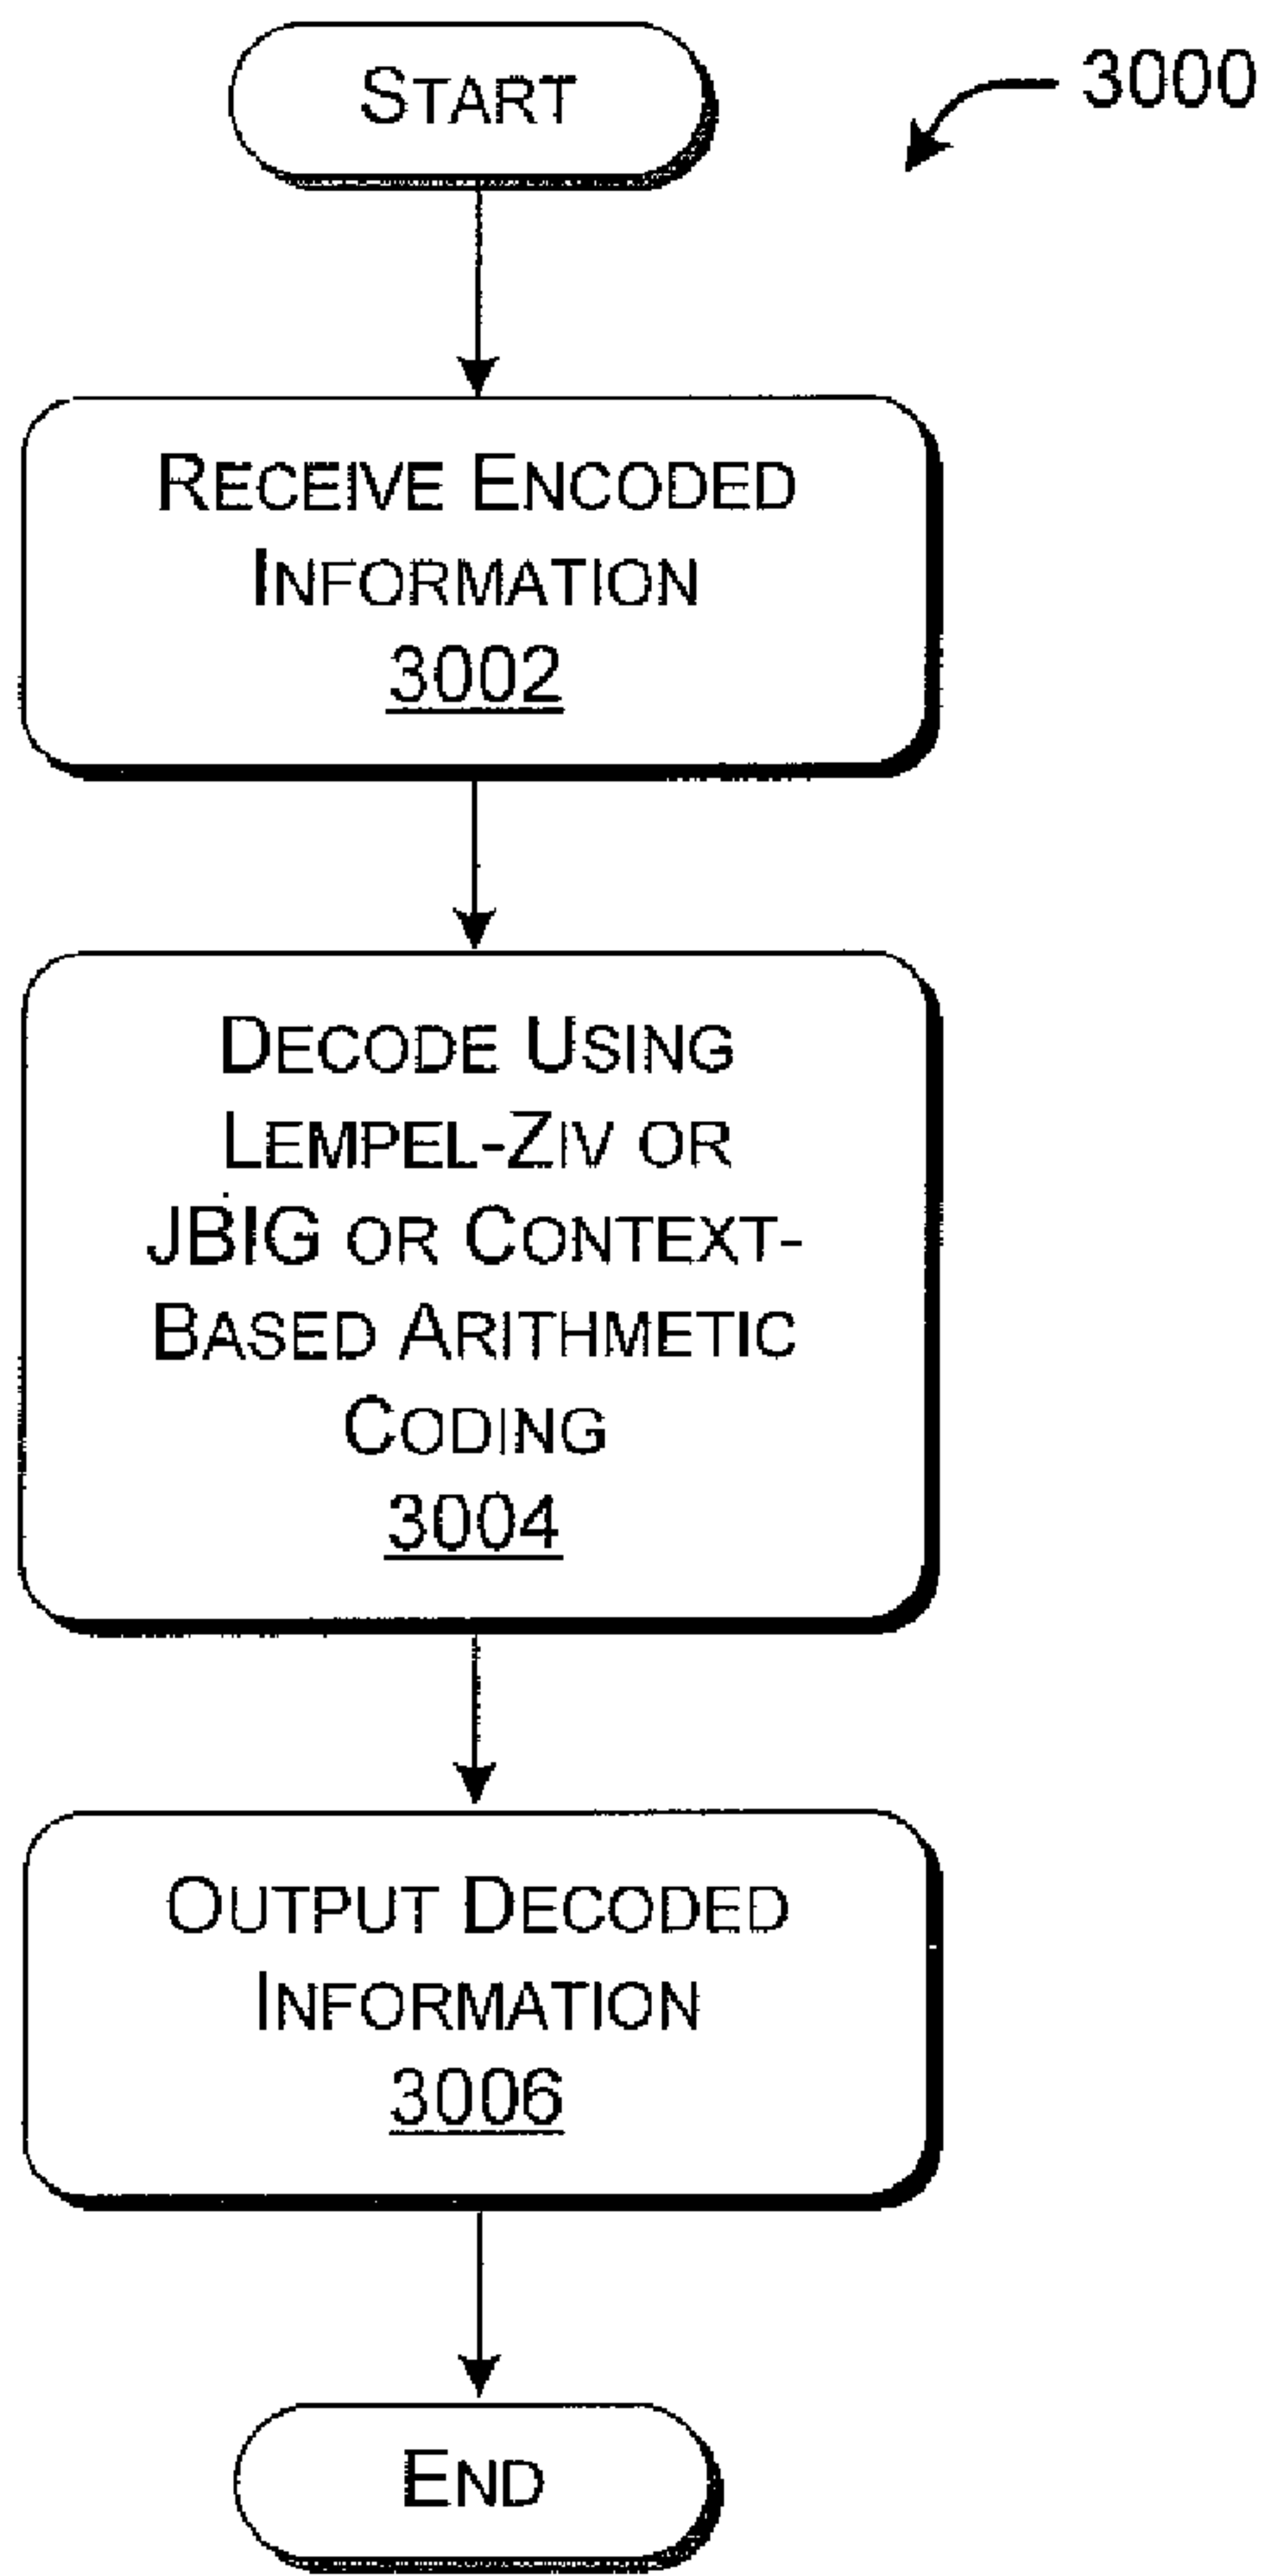 START
3000
RECEIVE ENCODED
INFORMATION
3002
DECODE USING
LEMPEL-ZIV OR
JBIG OR CONTEXT-
BASED ARITHMETIC
CODING
3004
OUTPUT DECODED
INFORMATION
3006
END